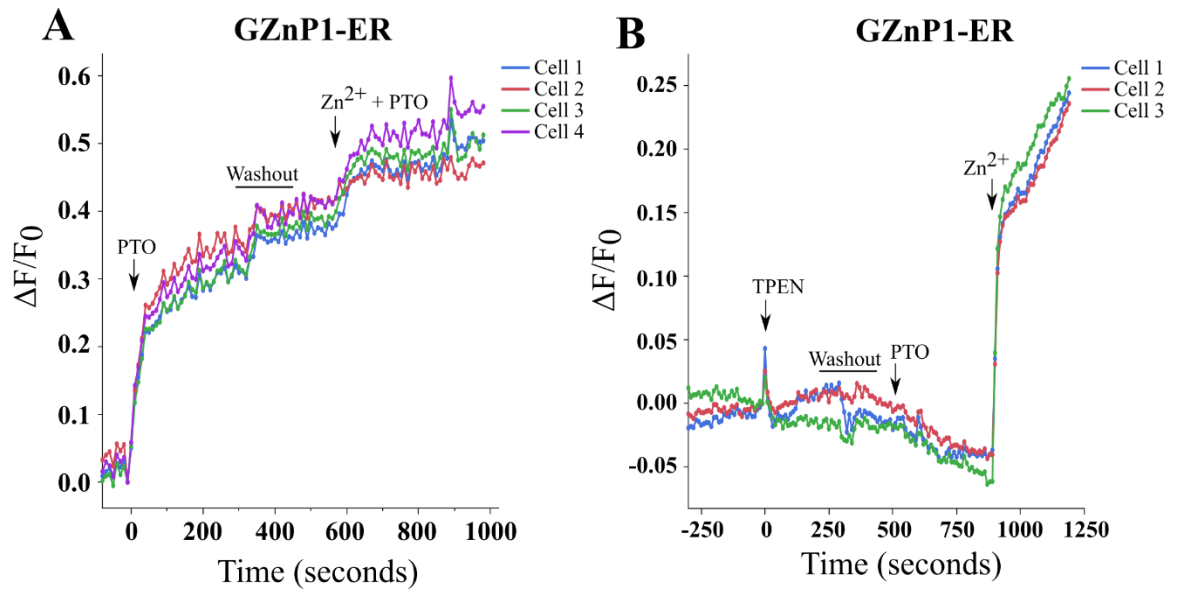 A
GZnP1-ER
Cell 1
Cell 2
Cell 3
Cell 4
Zn²⁺ + PTO
Washout
PTO
ΔF/F₀
0.6
0.5
0.4
0.3
0.2
0.1
0.0
0
200
400
600
800
1000
Time (seconds)
B
GZnP1-ER
Cell 1
Cell 2
Cell 3
Zn²⁺
TPEN
Washout
PTO
ΔF/F₀
0.25
0.20
0.15
0.10
0.05
0.00
-0.05
-250
0
250
500
750
1000
1250
Time (seconds)